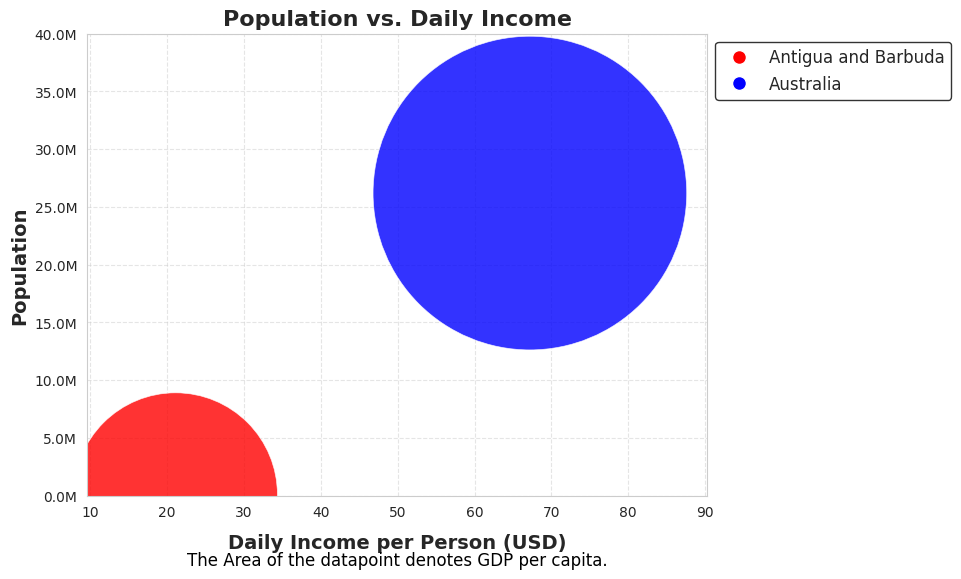 Population vs. Daily Income
Antigua and Barbuda
Australia
Population
40.0M
35.0M
30.0M
25.0M
20.0M
15.0M
10.0M
5.0M
0.0M
10 20 30 40 50 60 70 80 90
Daily Income per Person (USD)
The Area of the datapoint denotes GDP per capita.